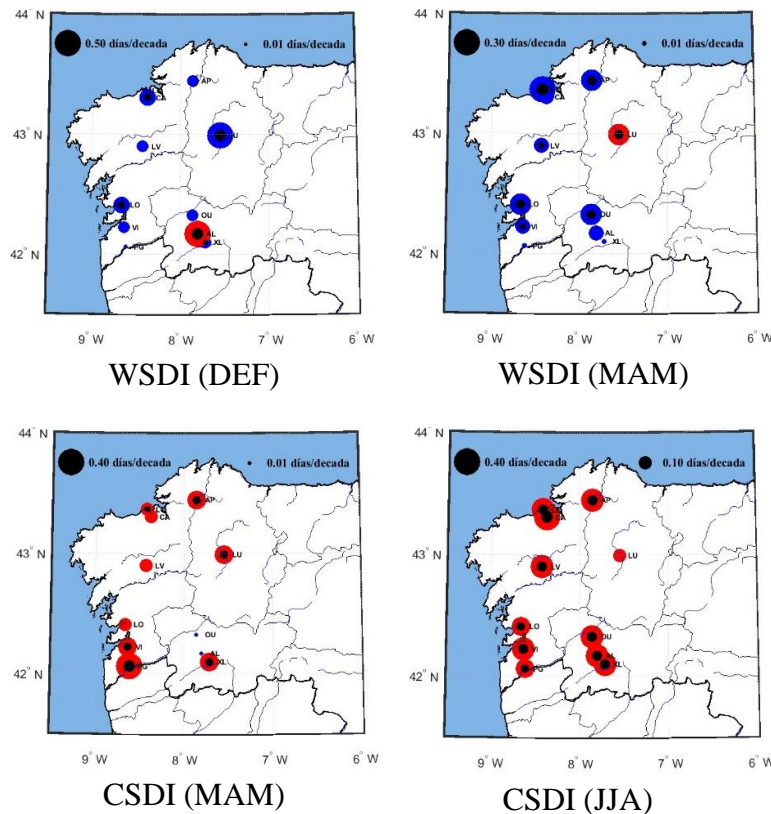 44° N
0.50 días/decada 0.01 días/decada
AP
CA
43° N
LV
LO
OU
VI
AL
XL
PG
42° N
9° W 8° W 7° W 6° W
WSDI (DEF)
44° N
0.30 días/decada 0.01 días/decada
AP
CA
43° N
LU
LV
LO
OU
VI
AL
XL
PG
42° N
9° W 8° W 7° W 6° W
WSDI (MAM)
44° N
0.40 días/decada 0.01 días/decada
AP
CA
43° N
LU
LV
LO
OU
VI
AL
XL
PG
42° N
9° W 8° W 7° W 6° W
CSDI (MAM)
44° N
0.40 días/decada 0.10 días/decada
AP
CA
43° N
LU
LV
LO
OU
VI
XL
PG
42° N
9° W 8° W 7° W 6° W
CSDI (JJA)